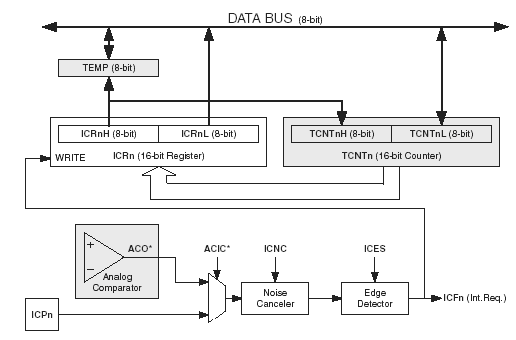 DATA BUS (8-bit)
TEMP (8-bit)
ICRnH (8-bit) ICRnL (8-bit)
WRITE ICRn (16-bit Register)
TCNTnH (8-bit) TCNTnL (8-bit)
TCNTn (16-bit Counter)
ACO* ACIC* ICNC ICES
+
−
Analog
Comparator
Noise
Canceler
Edge
Detector
ICFn (Int.Req.)
ICPn